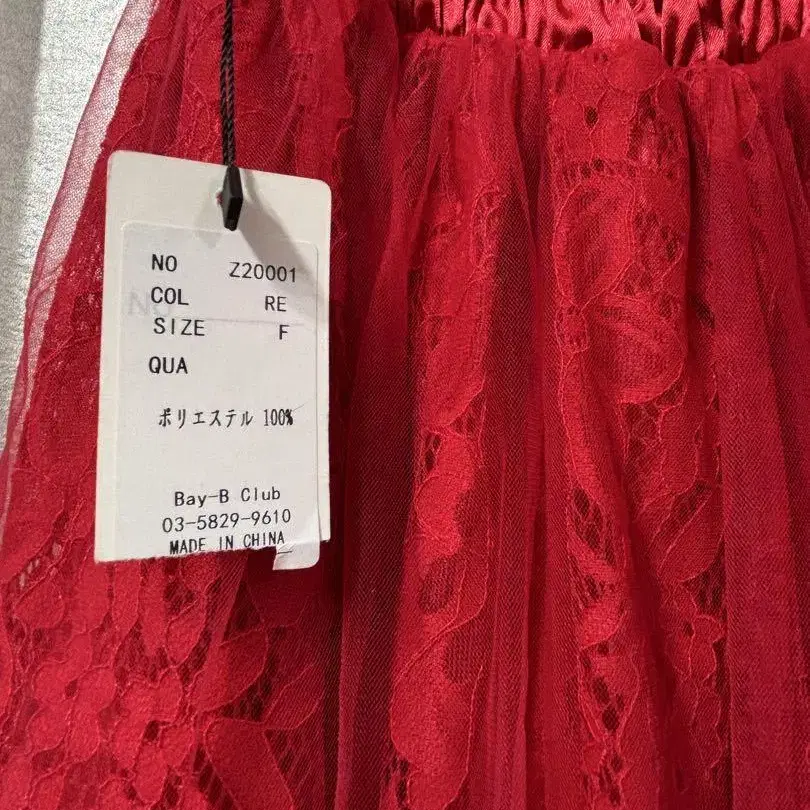 NO Z20001
COL RE
SIZE F
QUA
ポリエステル 100%
Bay-B Club
03-5829-9610
MADE IN CHINA